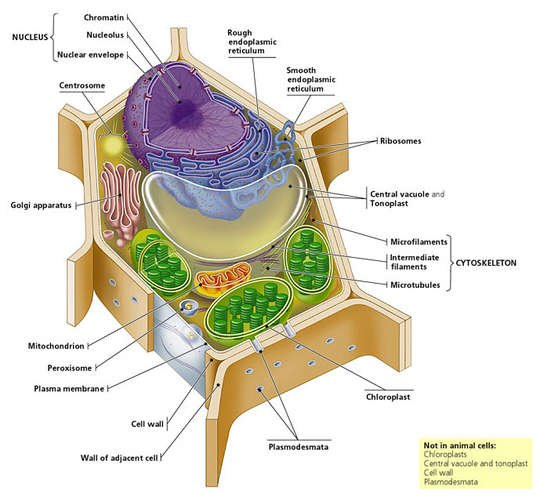 Chromatin
NUCLEUS
Nucleolus
Nuclear envelope
Centrosome
Rough
endoplasmic
reticulum
Smooth
endoplasmic
reticulum
Ribosomes
Central vacuole and
Tonoplast
Golgi apparatus
Microfilaments
Intermediate
filaments
CYTOSKELETON
Microtubules
Mitochondrion
Peroxisome
Plasma membrane
Chloroplast
Cell wall
Plasmodesmata
Wall of adjacent cell
Not in animal cells:
Chloroplasts
Central vacuole and tonoplast
Cell wall
Plasmodesmata